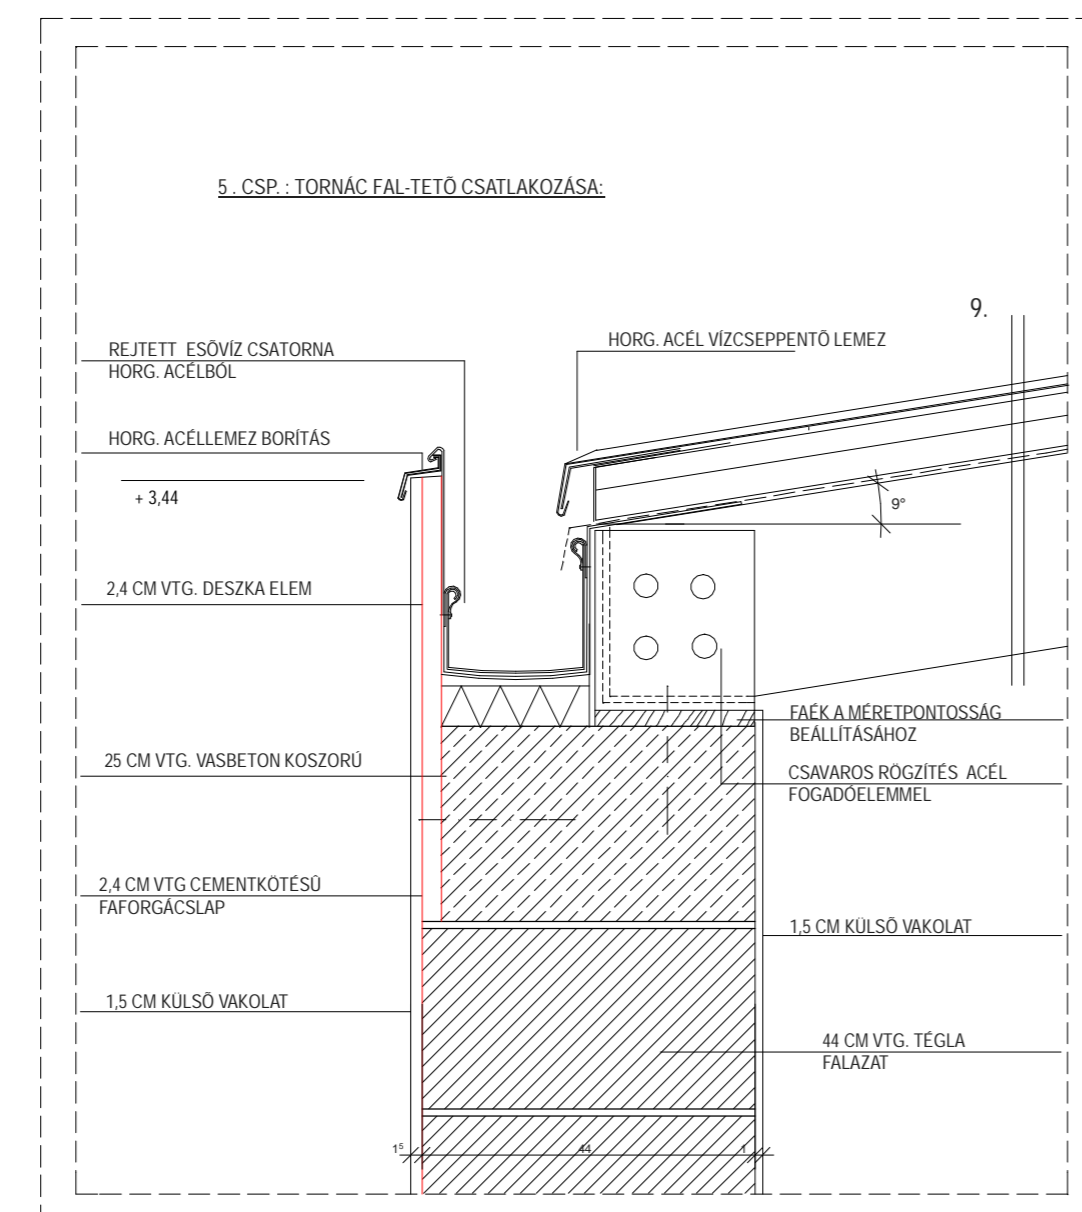 5 . CSP. : TORNÁC FAL-TETÕ CSATLAKOZÁSA:
9.
REJTETT ESÕVÍZ CSATORNA
HORG. ACÉLBÓL
HORG. ACÉL VÍZCSEPPENTÕ LEMEZ
HORG. ACÉLLEMEZ BORÍTÁS
+ 3,44
9°
2,4 CM VTG. DESZKA ELEM
FAÉK A MÉRETPONTOSSÁG
BEÁLLÍTÁSÁHOZ
25 CM VTG. VASBETON KOSZORÚ
CSAVAROS RÖGZÍTÉS ACÉL
FOGADÓELEMMEL
2,4 CM VTG CEMENTKÖTÉSÛ
FAFORGÁCSLAP
1,5 CM KÜLSÕ VAKOLAT
1,5 CM KÜLSÕ VAKOLAT
44 CM VTG. TÉGLA
FALAZAT
1⁵ 44 1